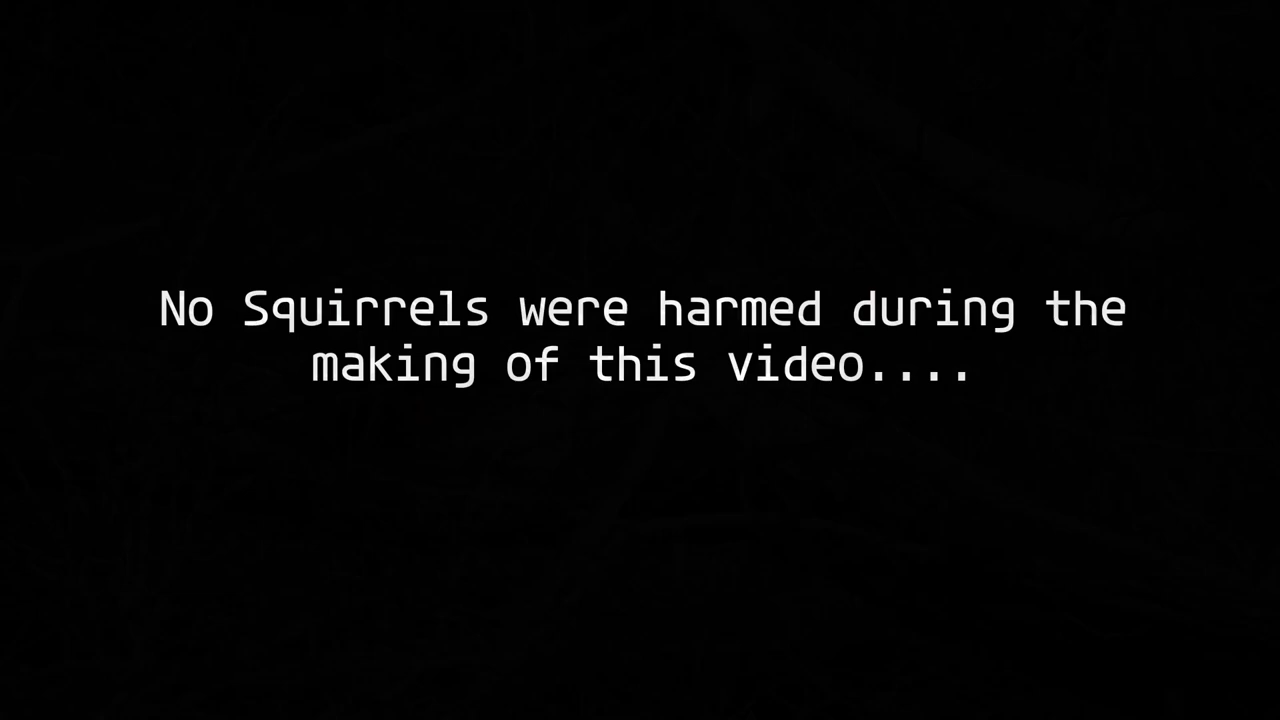 No Squirrels were harmed during the
making of this video....